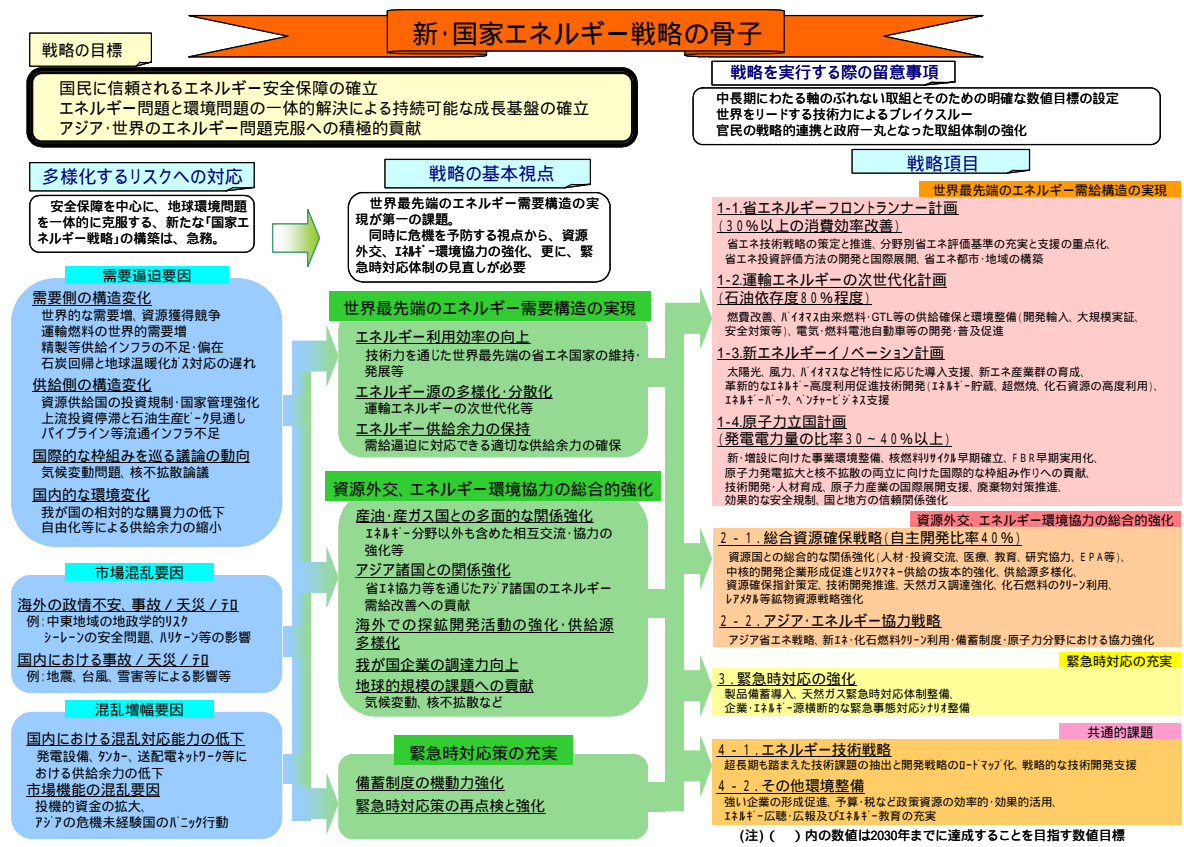 新・国家エネルギー戦略の骨子
戦略の目標
国民に信頼されるエネルギー安全保障の確立
エネルギー問題と環境問題の一体的解決による持続可能な成長基盤の確立
アジア・世界のエネルギー問題克服への積極的貢献
戦略を実行する際の留意事項
中長期にわたる軸のぶれない取組とそのための明確な数値目標の設定
世界をリードする技術力によるブレイクスルー
官民の戦略的連携と政府一丸となった取組体制の強化
多様化するリスクへの対応
安全保障を中心に、地球環境問題
を一体的に克服する、新たな「国家エ
ネルギー戦略」の構築は、急務。
戦略の基本視点
世界最先端のエネルギー需要構造の実
現が第一の課題。
同時に危機を予防する視点から、資源
外交、ｴﾈﾙｷﾞｰ環境協力の強化、更に、緊
急時対応体制の見直しが必要
戦略項目
需要逼迫要因
需要側の構造変化
世界的な需要増、資源獲得競争
運輸燃料の世界的需要増
精製等供給インフラの不足・偏在
石炭回帰と地球温暖化ｶﾞｽ対応の遅れ
供給側の構造変化
資源供給国の投資規制・国家管理強化
上流投資停滞と石油生産ﾋﾟｰｸ見通し
パイプライン等流通インフラ不足
国際的な枠組みを巡る議論の動向
気候変動問題、核不拡散論議
国内的な環境変化
我が国の相対的な購買力の低下
自由化等による供給余力の縮小
市場混乱要因
海外の政情不安、事故／天災／ﾃﾛ
例：中東地域の地政学的ﾘｽｸ
ｼｰﾚｰﾝの安全問題、ﾊﾘｹｰﾝ等の影響
国内における事故／天災／ﾃﾛ
例：地震、台風、雪害等による影響等
混乱増幅要因
国内における混乱対応能力の低下
発電設備、ﾀﾝｶｰ、送配電ﾈｯﾄﾜｰｸ等に
おける供給余力の低下
市場機能の混乱要因
投機的資金の拡大、
ｱｼﾞｱの危機未経験国のﾊﾟﾆｯｸ行動
世界最先端のエネルギー需要構造の実現
エネルギー利用効率の向上
技術力を通じた世界最先端の省エネ国家の維持・
発展等
エネルギー源の多様化・分散化
運輸エネルギーの次世代化等
エネルギー供給余力の保持
需給逼迫に対応できる適切な供給余力の確保
資源外交、エネルギー環境協力の総合的強化
産油・産ガス国との多面的な関係強化
ｴﾈﾙｷﾞｰ分野以外も含めた相互交流・協力の
強化等
アジア諸国との関係強化
省ｴﾈ協力等を通じたｱｼﾞｱ諸国のエネルギー
需給改善への貢献
海外での探鉱開発活動の強化・供給源
多様化
我が国企業の調達力向上
地球的規模の課題への貢献
気候変動、核不拡散など
緊急時対応策の充実
備蓄制度の機動力強化
緊急時対応策の再点検と強化
世界最先端のエネルギー需給構造の実現
1-1.省エネルギーフロントランナー計画
(30%以上の消費効率改善)
省エネ技術戦略の策定と推進、分野別省エネ評価基準の充実と支援の重点化、
省エネ投資評価方法の開発と国際展開、省エネ都市・地域の構築
1-2.運輸エネルギーの次世代化計画
(石油依存度80%程度)
燃費改善、ﾊﾞｲｵﾏｽ由来燃料・GTL等の供給確保と環境整備(開発輸入、大規模実証、
安全対策等)、電気・燃料電池自動車等の開発・普及促進
1-3.新エネルギーイノベーション計画
太陽光、風力、ﾊﾞｲｵﾏｽなど特性に応じた導入支援、新エネ産業群の育成、
革新的なｴﾈﾙｷﾞｰ高度利用促進技術開発(ｴﾈﾙｷﾞｰ貯蔵、超燃焼、化石資源の高度利用)、
ｴﾈﾙｷﾞｰﾊﾟｰｸ、ﾍﾞﾝﾁｬｰﾋﾞｼﾞﾈｽ支援
1-4.原子力立国計画
(発電電力量の比率30～40%以上)
新・増設に向けた事業環境整備、核燃料ﾘｻｲｸﾙ早期確立、FBR早期実用化、
原子力発電拡大と核不拡散の両立に向けた国際的な枠組み作りへの貢献、
技術開発・人材育成、原子力産業の国際展開支援、廃棄物対策推進、
効果的な安全規制、国と地方の信頼関係強化
資源外交、エネルギー環境協力の総合的強化
2-1.総合資源確保戦略(自主開発比率40%)
資源国との総合的な関係強化(人材・投資交流、医療、教育、研究協力、EPA等)、
中核的開発企業形成促進とﾘｽｸﾏﾈｰ供給の抜本的強化、供給源多様化、
資源確保指針策定、技術開発推進、天然ガス調達強化、化石燃料のｸﾘｰﾝ利用、
ﾚｱﾒﾀﾙ等鉱物資源戦略強化
2-2.アジア・エネルギー協力戦略
アジア省エネ戦略、新ｴﾈ・化石燃料ｸﾘｰﾝ利用・備蓄制度・原子力分野における協力強化
緊急時対応の充実
3.緊急時対応の強化
製品備蓄導入、天然ガス緊急時対応体制整備、
企業・ｴﾈﾙｷﾞｰ源横断的な緊急事態対応ｼﾅﾘｵ整備
共通的課題
4-1.エネルギー技術戦略
超長期も踏まえた技術課題の抽出と開発戦略のﾛｰﾄﾞﾏｯﾌﾟ化、戦略的な技術開発支援
4-2.その他環境整備
強い企業の形成促進、予算・税など政策資源の効率的・効果的活用、
ｴﾈﾙｷﾞｰ広聴・広報及びｴﾈﾙｷﾞｰ教育の充実
(注)(　)内の数値は2030年までに達成することを目指す数値目標